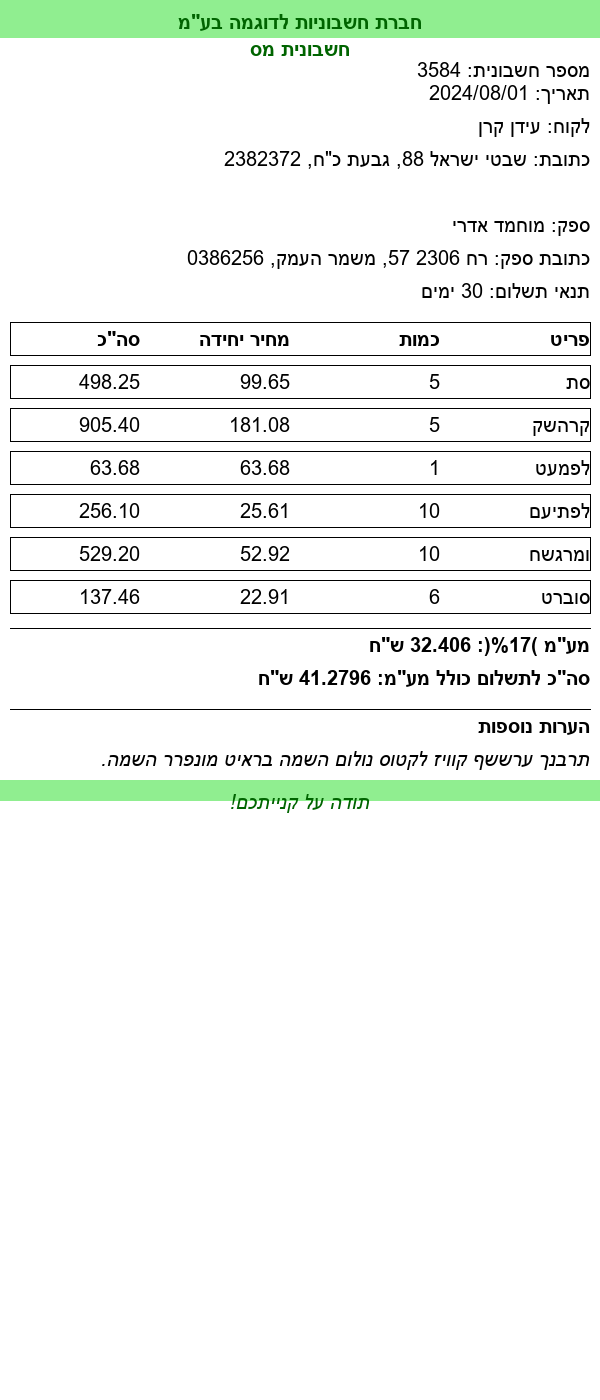 חברת חשבוניות לדוגמה בע"מ
חשבונית מס
מספר חשבונית: 3584
תאריך: 2024/08/01
לקוח: עידן קרן
כתובת: שבטי ישראל 88, גבעת כ"ח, 2382372
ספק: מוחמד אדרי
כתובת ספק: רח 2306 57, משמר העמק, 0386256
תנאי תשלום: 30 ימים
פריט כמות מחיר יחידה סה"כ
סת 5 99.65 498.25
קרהשק 5 181.08 905.40
לפמעט 1 63.68 63.68
לפתיעם 10 25.61 256.10
ומרגשח 10 52.92 529.20
סוברט 6 22.91 137.46
מע"מ )17%(: 32.406 ש"ח
סה"כ לתשלום כולל מע"מ: 41.2796 ש"ח
הערות נוספות
תרבנך ערששף קוויז לקטוס נולום השמה בראיט מונפרר השמה.
תודה על קנייתכם!